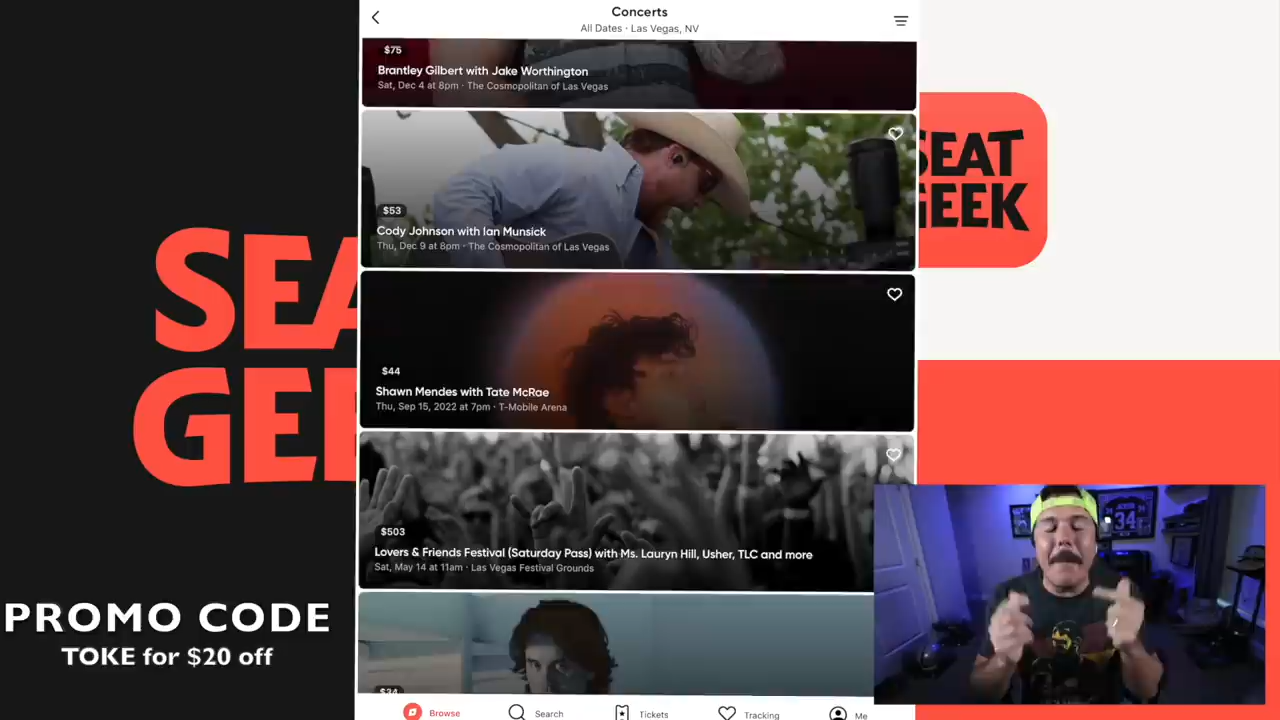 Concerts
All Dates · Las Vegas, NV
$75
Brantley Gilbert with Jake Worthington
Sat, Dec 4 at 8pm · The Cosmopolitan of Las Vegas
$53
Cody Johnson with Ian Munsick
Thu, Dec 9 at 8pm · The Cosmopolitan of Las Vegas
$44
Shawn Mendes with Tate McRae
Thu, Sep 15, 2022 at 7pm · T-Mobile Arena
$503
Lovers & Friends Festival (Saturday Pass) with Ms. Lauryn Hill, Usher, TLC and more
Sat, May 14 at 11am · Las Vegas Festival Grounds
$34
Browse
Search
Tickets
Tracking
Me
SEA
GEE
PROMO CODE
TOKE for $20 off
SEAT
GEEK
34